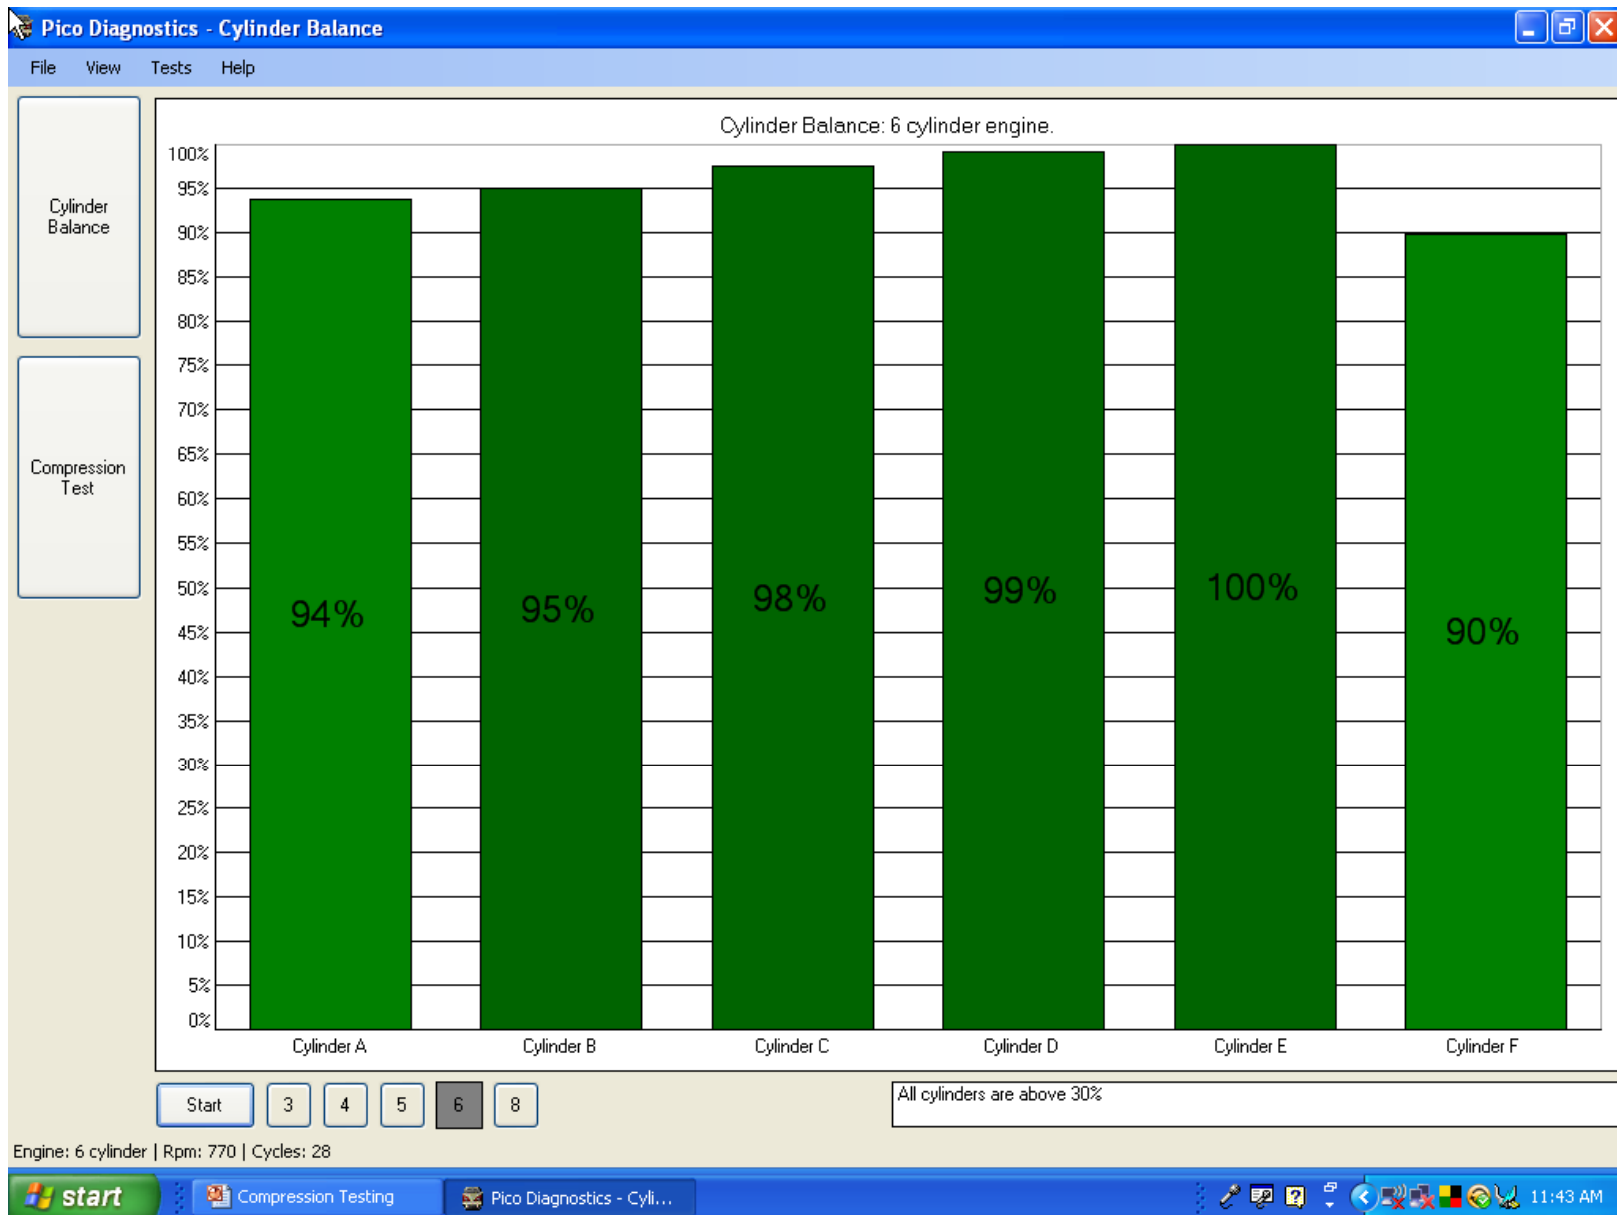 Pico Diagnostics - Cylinder Balance
File View Tests Help
Cylinder
Balance
Compression
Test
Cylinder Balance: 6 cylinder engine.
100%
95%
90%
85%
80%
75%
70%
65%
60%
55%
50%
45%
40%
35%
30%
25%
20%
15%
10%
5%
0%
94%
95%
98%
99%
100%
90%
Cylinder A
Cylinder B
Cylinder C
Cylinder D
Cylinder E
Cylinder F
Start 3 4 5 6 8
All cylinders are above 30%
Engine: 6 cylinder | Rpm: 770 | Cycles: 28
start Compression Testing Pico Diagnostics - Cyli... 11:43 AM